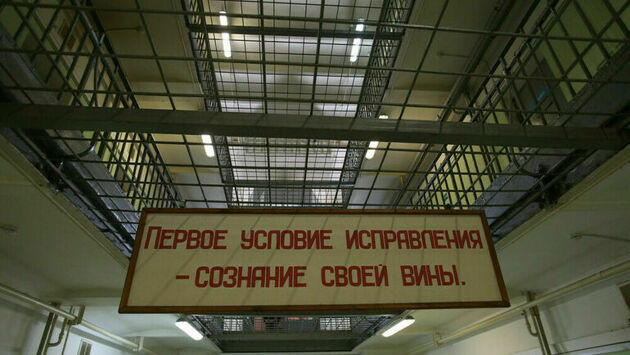 ПЕРВОЕ УСЛОВИЕ ИСПРАВЛЕНИЯ
– СОЗНАНИЕ СВОЕЙ ВИНЫ.